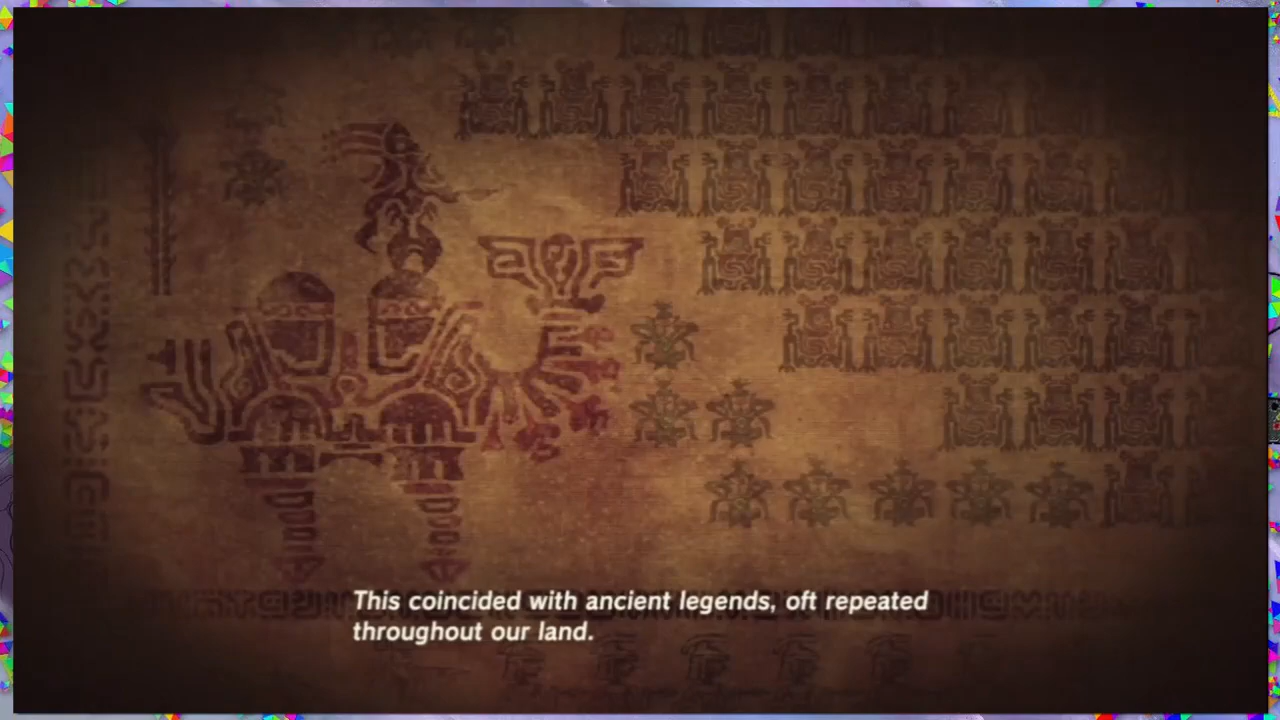 This coincided with ancient legends, oft repeated
throughout our land.